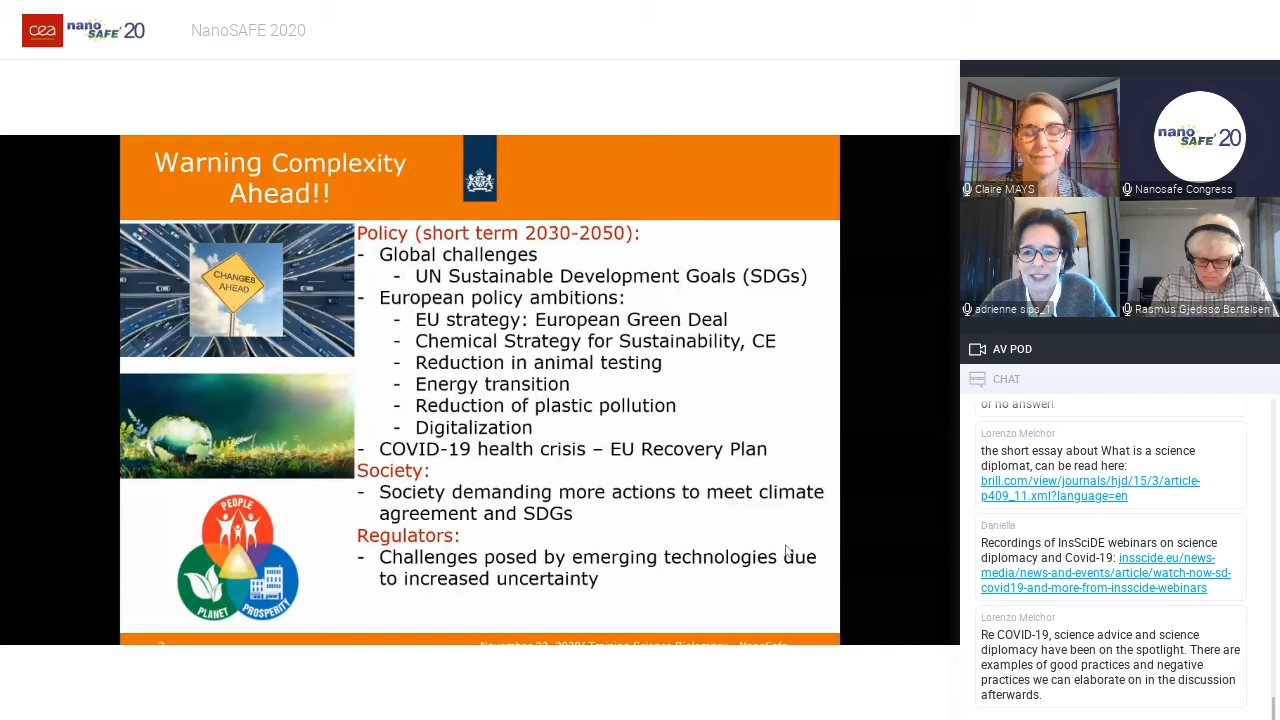 cea nano SAFE' 20 NanoSAFE 2020
Warning Complexity
Ahead!!
CHANGES
AHEAD
PEOPLE
PLANET
PROSPERITY
Policy (short term 2030-2050):
- Global challenges
- UN Sustainable Development Goals (SDGs)
- European policy ambitions:
- EU strategy: European Green Deal
- Chemical Strategy for Sustainability, CE
- Reduction in animal testing
- Energy transition
- Reduction of plastic pollution
- Digitalization
- COVID-19 health crisis – EU Recovery Plan
Society:
- Society demanding more actions to meet climate
agreement and SDGs
Regulators:
- Challenges posed by emerging technologies due
to increased uncertainty
nano SAFE' 20
Claire MAYS
Nanosafe Congress
adrienne sips_1
Rasmus Gjedssø Bertelsen
AV POD
CHAT
or no answer!
Lorenzo Melchor
the short essay about What is a science
diplomat, can be read here:
brill.com/view/journals/hjd/15/3/article-
p409_11.xml?language=en
Daniella
Recordings of InsSciDE webinars on science
diplomacy and Covid-19: insscide.eu/news-
media/news-and-events/article/watch-now-sd-
covid19-and-more-from-insscide-webinars
Lorenzo Melchor
Re COVID-19, science advice and science
diplomacy have been on the spotlight. There are
examples of good practices and negative
practices we can elaborate on in the discussion
afterwards.